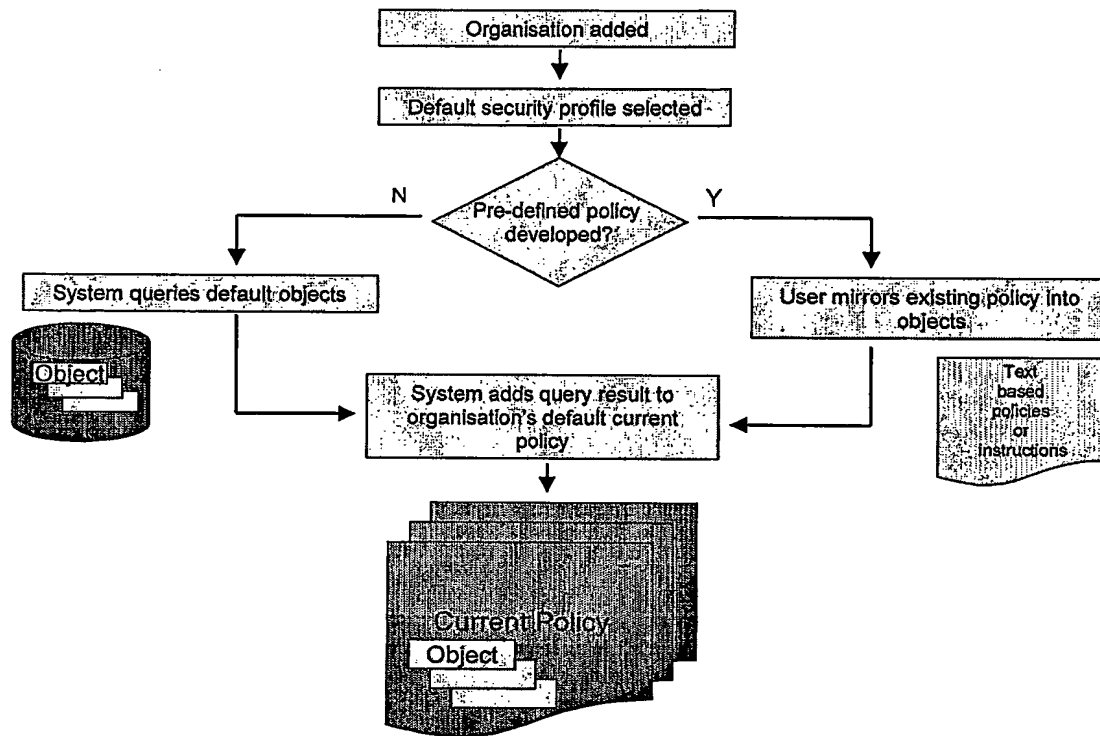 Organisation added
Default security profile selected
N
Y
Pre-defined policy
developed?
System queries default objects
User mirrors existing policy into
objects
Object
System adds query result to
organisation's default current
policy
Text
based
policies
or
instructions
Current Policy
Object